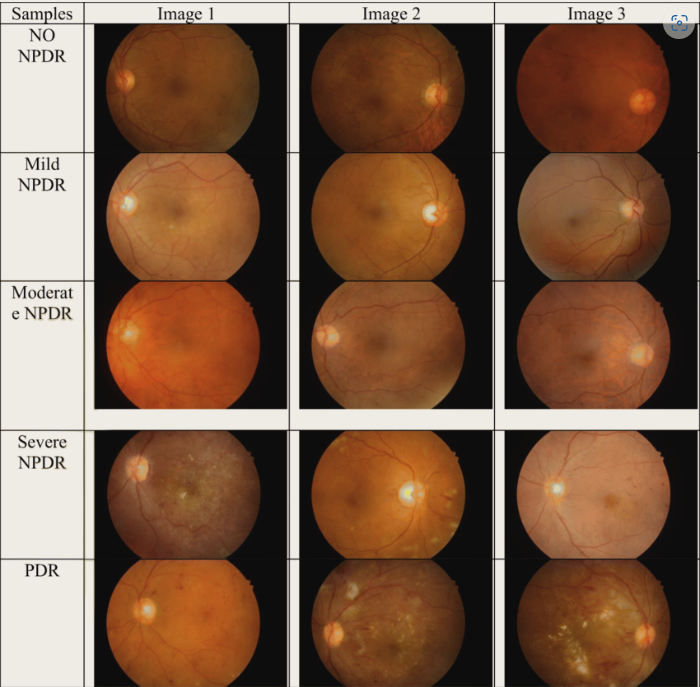 Samples Image 1 Image 2 Image 3
NO
NPDR
Mild
NPDR
Moderat
e NPDR
Severe
NPDR
PDR